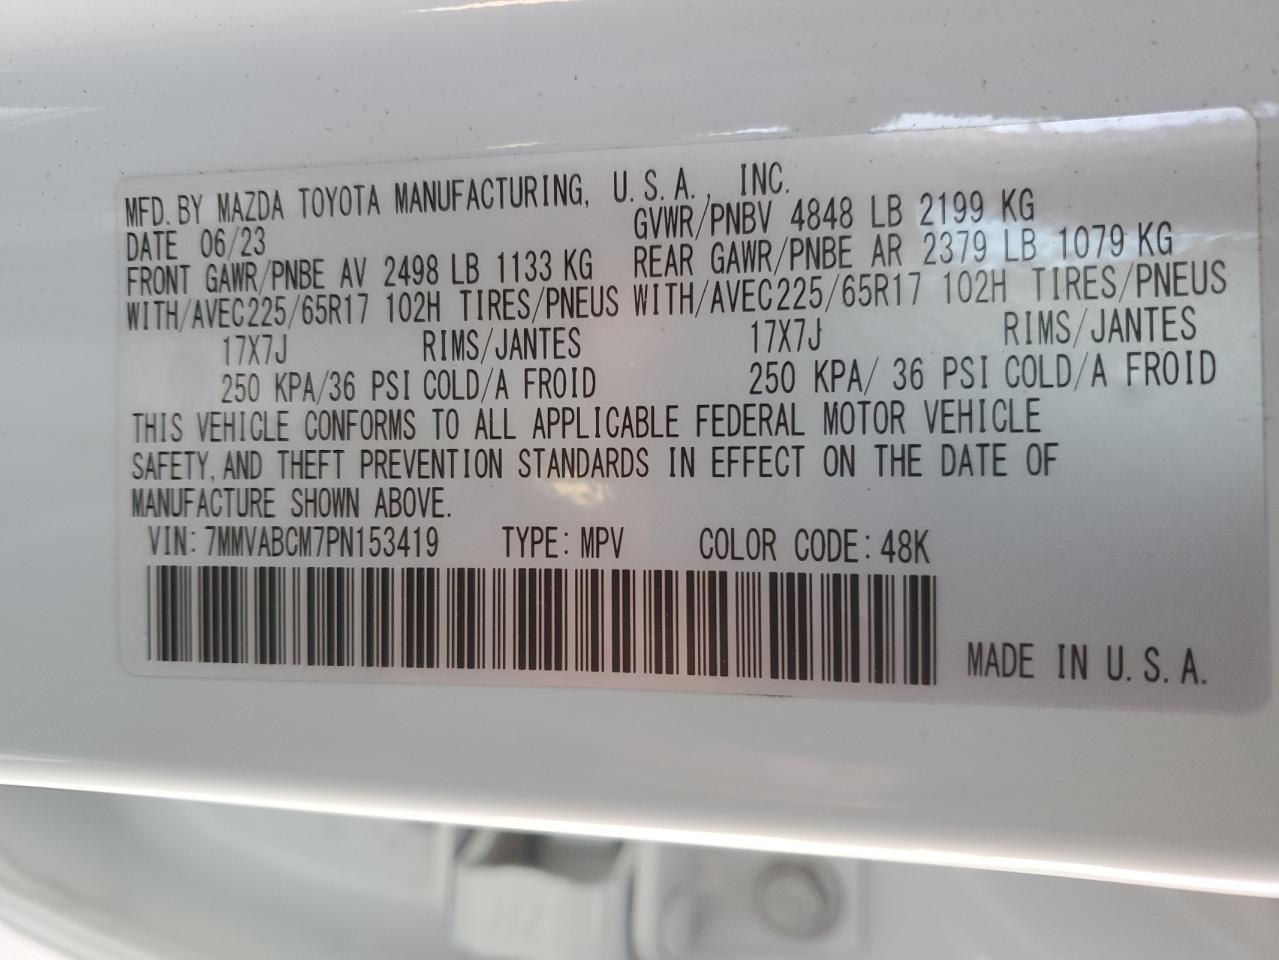 MFD. BY MAZDA TOYOTA MANUFACTURING, U.S.A., INC.
DATE 06/23 GVWR/PNBV 4848 LB 2199 KG
FRONT GAWR/PNBE AV 2498 LB 1133 KG REAR GAWR/PNBE AR 2379 LB 1079 KG
WITH/AVEC225/65R17 102H TIRES/PNEUS WITH/AVEC225/65R17 102H TIRES/PNEUS
17X7J RIMS/JANTES 17X7J RIMS/JANTES
250 KPA/36 PSI COLD/A FROID 250 KPA/ 36 PSI COLD/A FROID
THIS VEHICLE CONFORMS TO ALL APPLICABLE FEDERAL MOTOR VEHICLE
SAFETY, AND THEFT PREVENTION STANDARDS IN EFFECT ON THE DATE OF
MANUFACTURE SHOWN ABOVE.
VIN: 7MMVABCM7PN153419 TYPE: MPV COLOR CODE: 48K
MADE IN U.S.A.